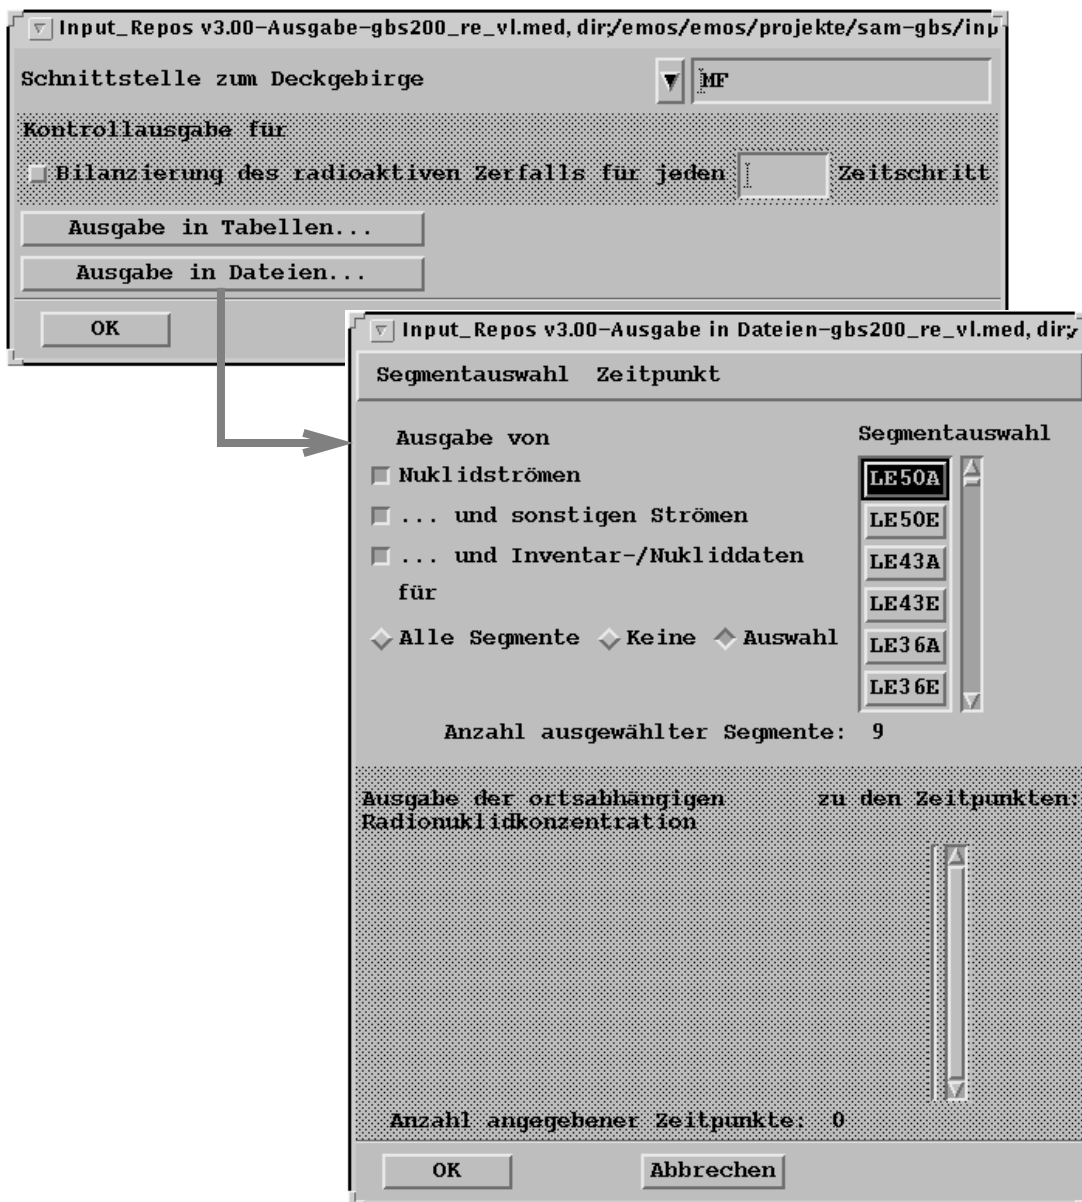 Input_Repos v3.00-Ausgabe-gbs200_re_vl.med, dir:/emos/emos/projekte/sam-gbs/inp
Schnittstelle zum Deckgebirge MF
Kontrollausgabe für
Bilanzierung des radioaktiven Zerfalls für jeden Zeitschritt
Ausgabe in Tabellen...
Ausgabe in Dateien...
OK
Input_Repos v3.00-Ausgabe in Dateien-gbs200_re_vl.med, dir:
Segmentauswahl Zeitpunkt
Ausgabe von
Segmentauswahl
Nuklidströmen
... und sonstigen Strömen
... und Inventar-/Nukliddaten
für
Alle Segmente Keine Auswahl
LE50A
LE50E
LE43A
LE43E
LE36A
LE36E
Anzahl ausgewählter Segmente: 9
Ausgabe der ortsabhängigen zu den Zeitpunkten:
Radionuklidkonzentration
Anzahl angegebener Zeitpunkte: 0
OK Abbrechen